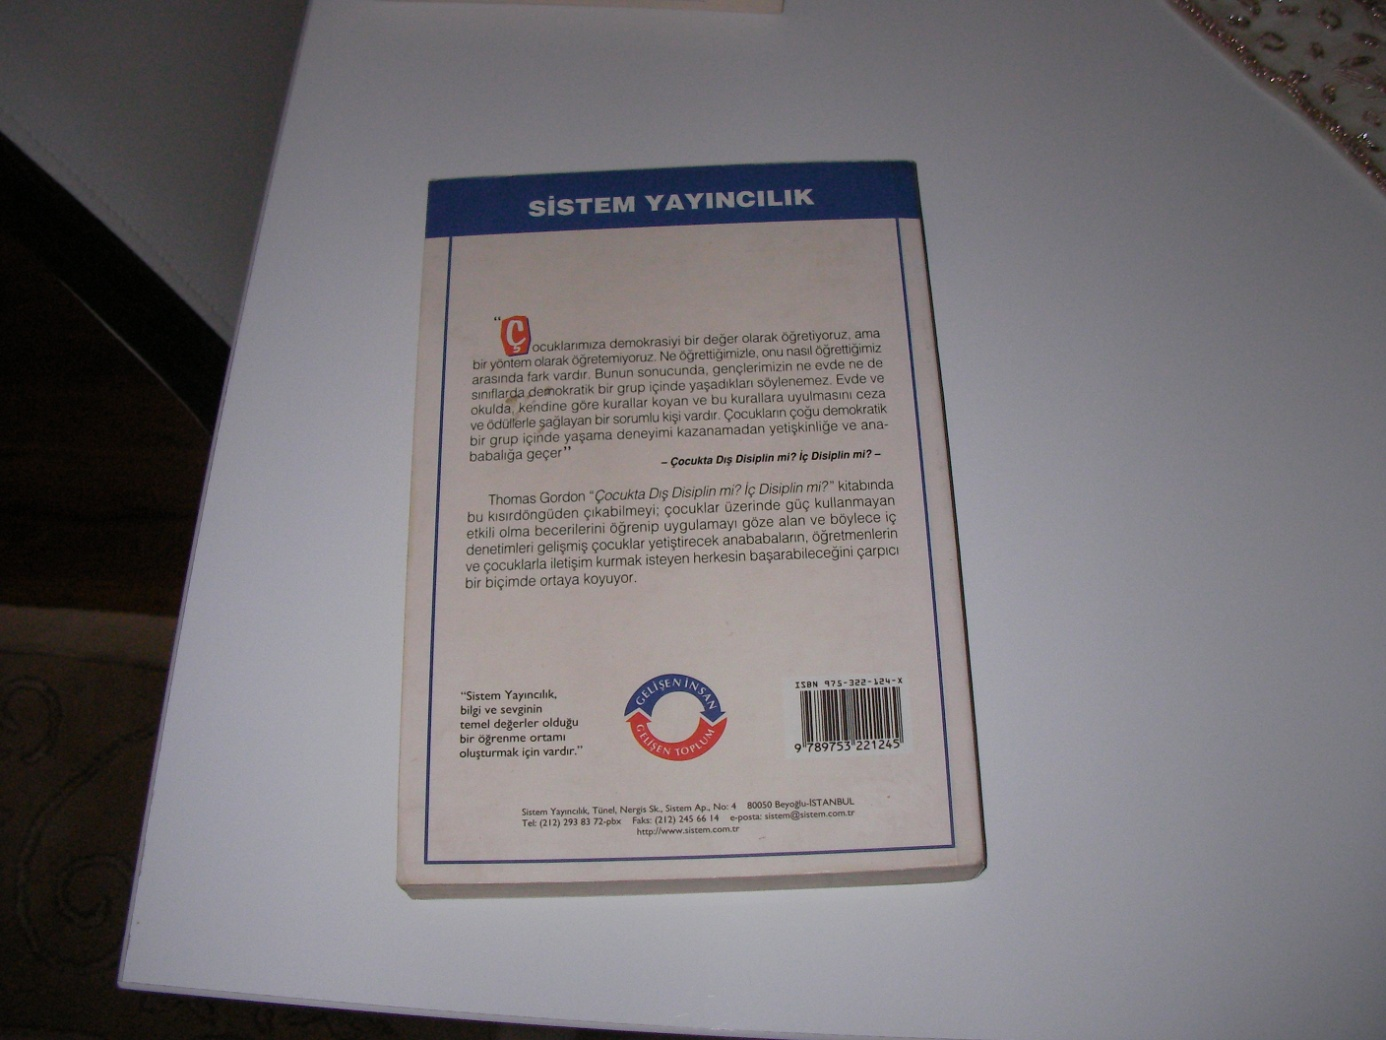 SİSTEM YAYINCILIK
“Çocuklarımıza demokrasiyi bir değer olarak öğretiyoruz, ama
bir yöntem olarak öğretemiyoruz. Ne öğrettiğimizle, onu nasıl öğrettiğimiz
arasında fark vardır. Bunun sonucunda, gençlerimizin ne evde ne de
sınıflarda demokratik bir grup içinde yaşadıkları söylenemez. Evde ve
okulda, kendine göre kurallar koyan ve bu kurallara uyulmasını ceza
ve ödüllerle sağlayan bir sorumlu kişi vardır. Çocukların çoğu demokratik
bir grup içinde yaşama deneyimi kazanamadan yetişkinliğe ve ana-
babalığa geçer”
– Çocukta Dış Disiplin mi? İç Disiplin mi? –
Thomas Gordon “Çocukta Dış Disiplin mi? İç Disiplin mi?” kitabında
bu kısırdöngüden çıkabilmeyi; çocuklar üzerinde güç kullanmayan
etkili olma becerilerini öğrenip uygulamayı göze alan ve böylece iç
denetimleri gelişmiş çocuklar yetiştirecek anababaların, öğretmenlerin
ve çocuklarla iletişim kurmak isteyen herkesin başarabileceğini çarpıcı
bir biçimde ortaya koyuyor.
“Sistem Yayıncılık,
bilgi ve sevginin
temel değerler olduğu
bir öğrenme ortamı
oluşturmak için vardır.”
GELİŞEN İNSAN
GELİŞEN TOPLUM
ISBN 975-322-124-X
9 789753 221245
Sistem Yayıncılık, Tünel, Nergis Sk., Sistem Ap., No: 4 80050 Beyoğlu-İSTANBUL
Tel: (212) 293 83 72-pbx Faks: (212) 245 66 14 e-posta: sistem@sistem.com.tr
http://www.sistem.com.tr